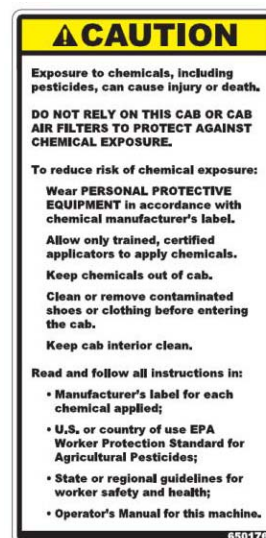 CAUTION
Exposure to chemicals, including
pesticides, can cause injury or death.
DO NOT RELY ON THIS CAB OR CAB
AIR FILTERS TO PROTECT AGAINST
CHEMICAL EXPOSURE.
To reduce risk of chemical exposure:
Wear PERSONAL PROTECTIVE
EQUIPMENT in accordance with
chemical manufacturer's label.
Allow only trained, certified
applicators to apply chemicals.
Keep chemicals out of cab.
Clean or remove contaminated
shoes or clothing before entering
the cab.
Keep cab interior clean.
Read and follow all instructions in:
• Manufacturer's label for each
chemical applied;
• U.S. or country of use EPA
Worker Protection Standard for
Agricultural Pesticides;
• State or regional guidelines for
worker safety and health;
• Operator's Manual for this machine.